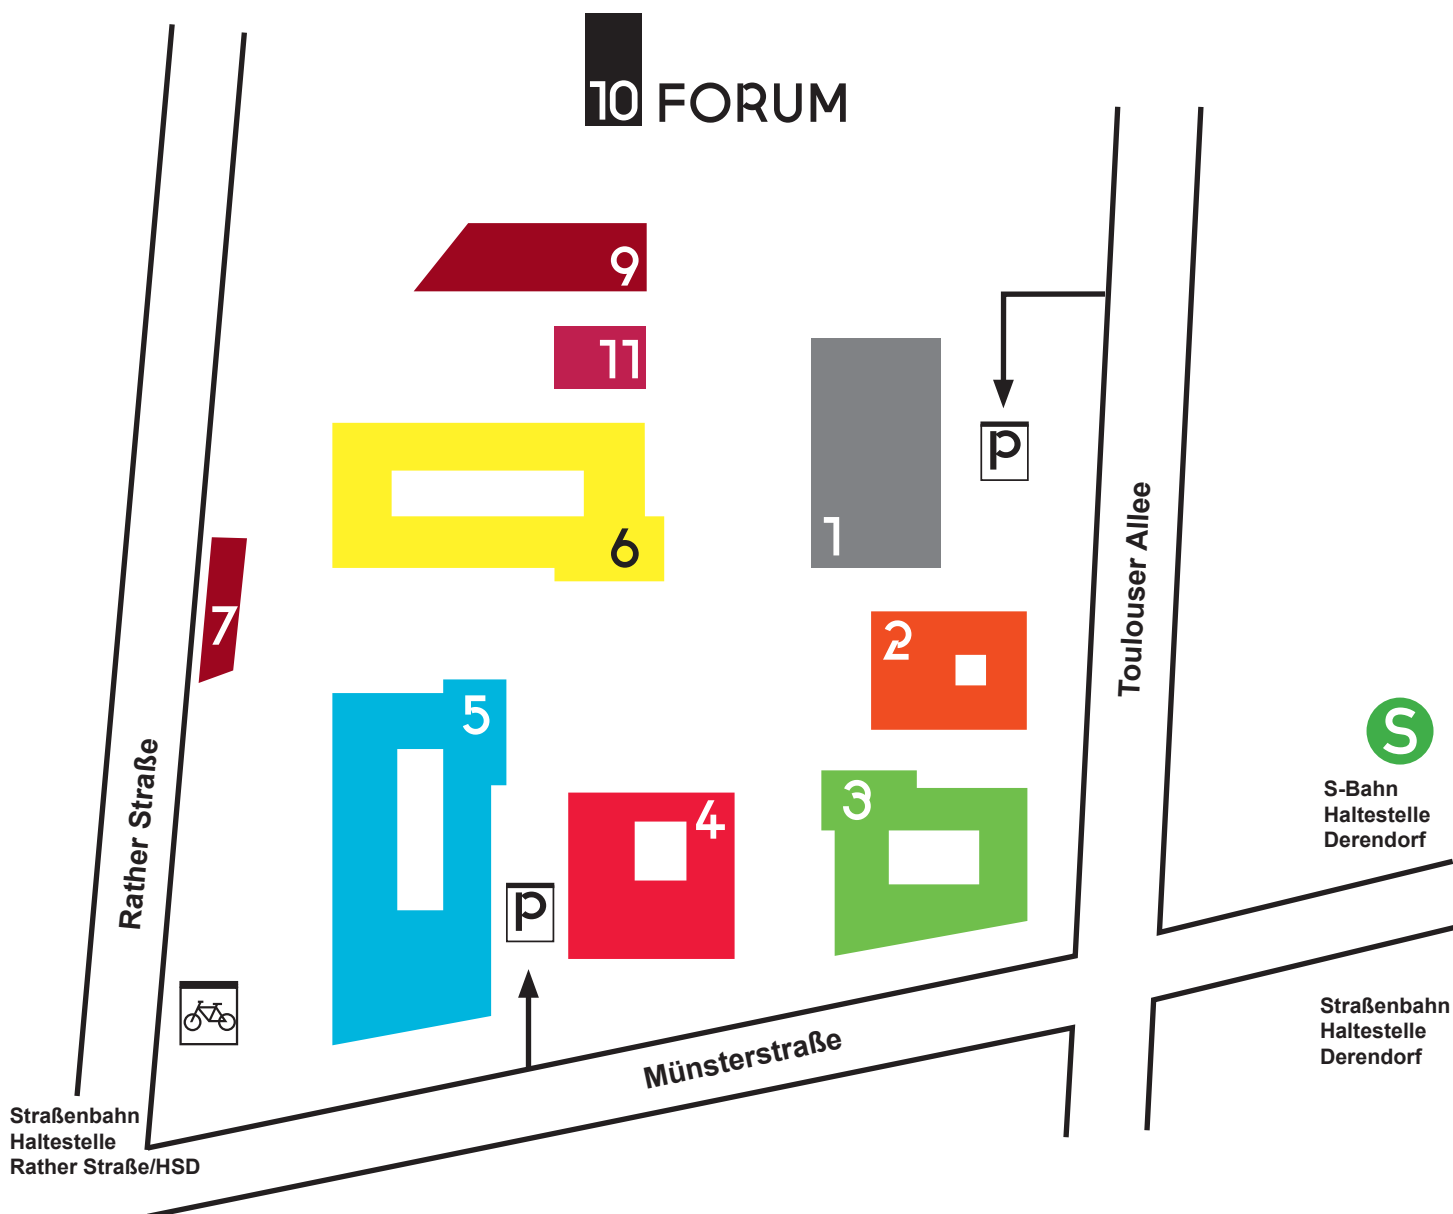 10 FORUM
9
11
P
1
6
7
2
5
3
4
P
Rather Straße
Toulouser Allee
Münsterstraße
S
S-Bahn
Haltestelle
Derendorf
Straßenbahn
Haltestelle
Derendorf
Straßenbahn
Haltestelle
Rather Straße/HSD